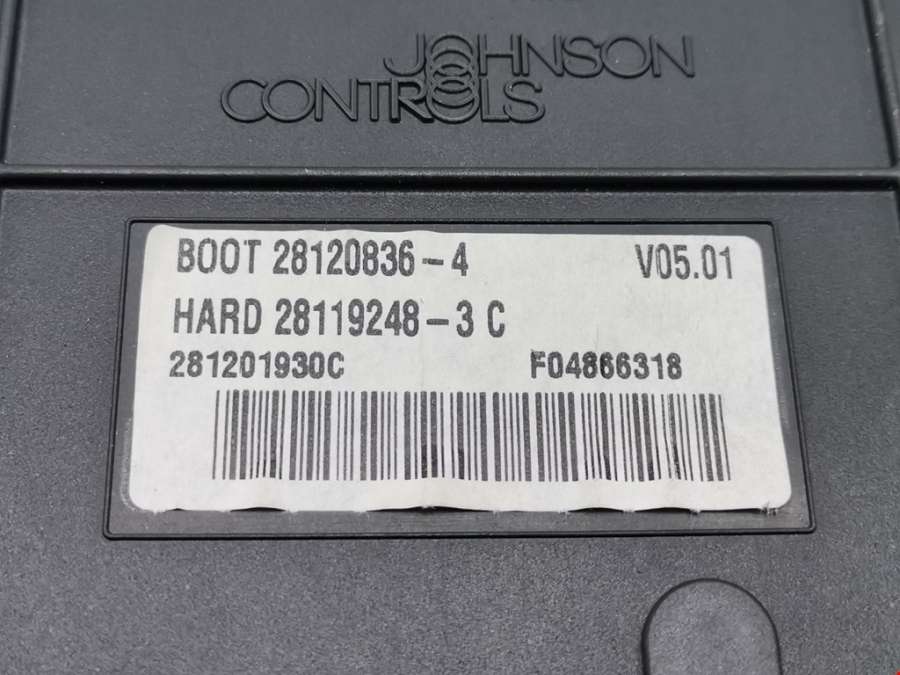 JOHNSON
CONTROLS
BOOT 28120836-4 V05.01
HARD 28119248-3 C
281201930C F04866318